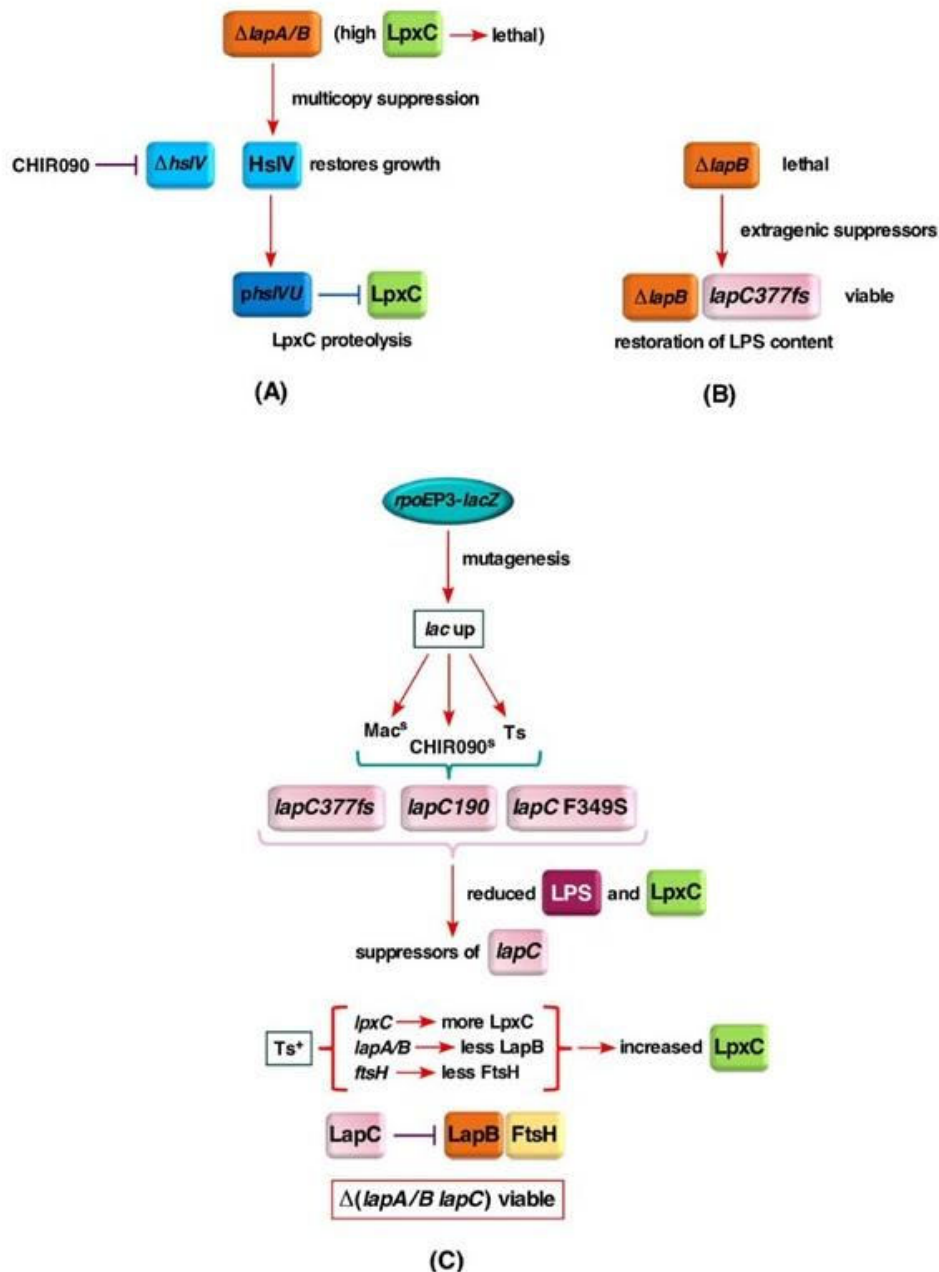 ΔlapA/B (high LpxC lethal)
multicopy suppression
CHIR090 ΔhslV HslV restores growth
phslVU LpxC
LpxC proteolysis
(A)
ΔlapB lethal
extragenic suppressors
ΔlapB lapC377fs viable
restoration of LPS content
(B)
rpoEP3-lacZ
mutagenesis
lac up
Macˢ CHIR090ˢ Ts
lapC377fs lapC190 lapC F349S
reduced LPS and LpxC
suppressors of lapC
Ts⁺
lpxC more LpxC
lapA/B less LapB
ftsH less FtsH
increased LpxC
LapC LapB FtsH
Δ(lapA/B lapC) viable
(C)